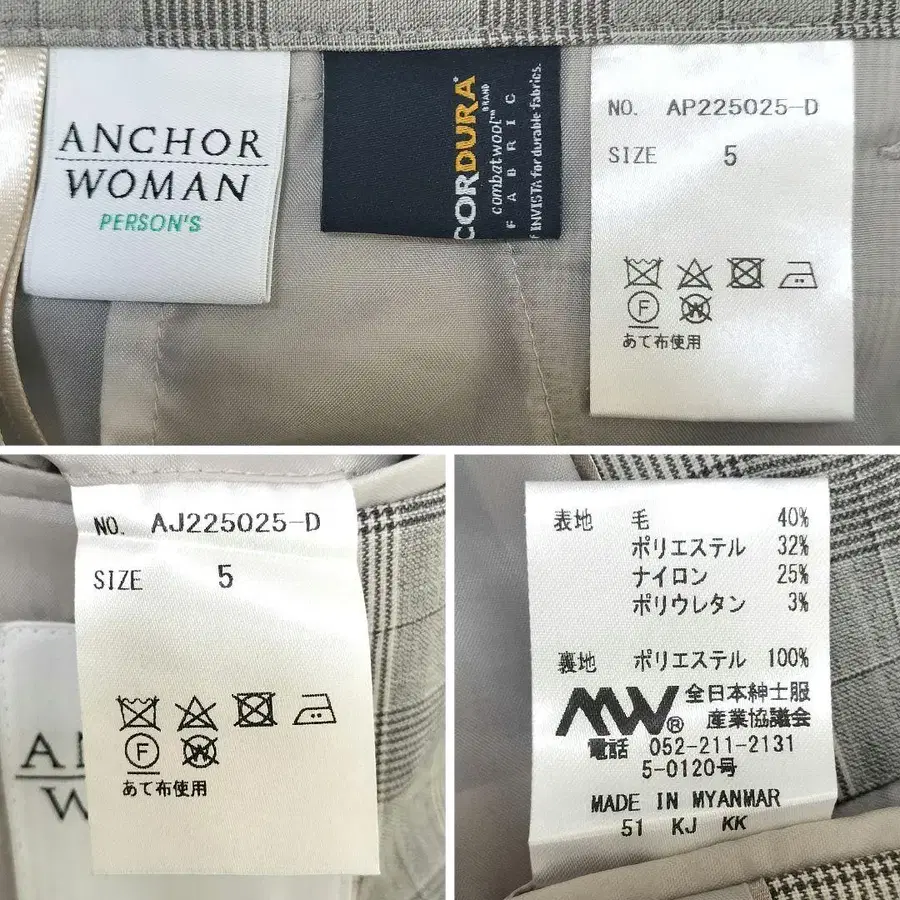 ANCHOR
WOMAN
PERSON'S
CORDURA
BRAND
combatwool™
FABRIC
INVISTA for durable fabrics.
NO. AP225025-D
SIZE 5
F
W
あて布使用
NO. AJ225025-D
SIZE 5
F
W
あて布使用
AN
W
表地 毛 40%
ポリエステル 32%
ナイロン 25%
ポリウレタン 3%
裏地 ポリエステル 100%
MW® 全日本紳士服
産業協議会
電話 052-211-2131
5-0120号
MADE IN MYANMAR
51 KJ KK